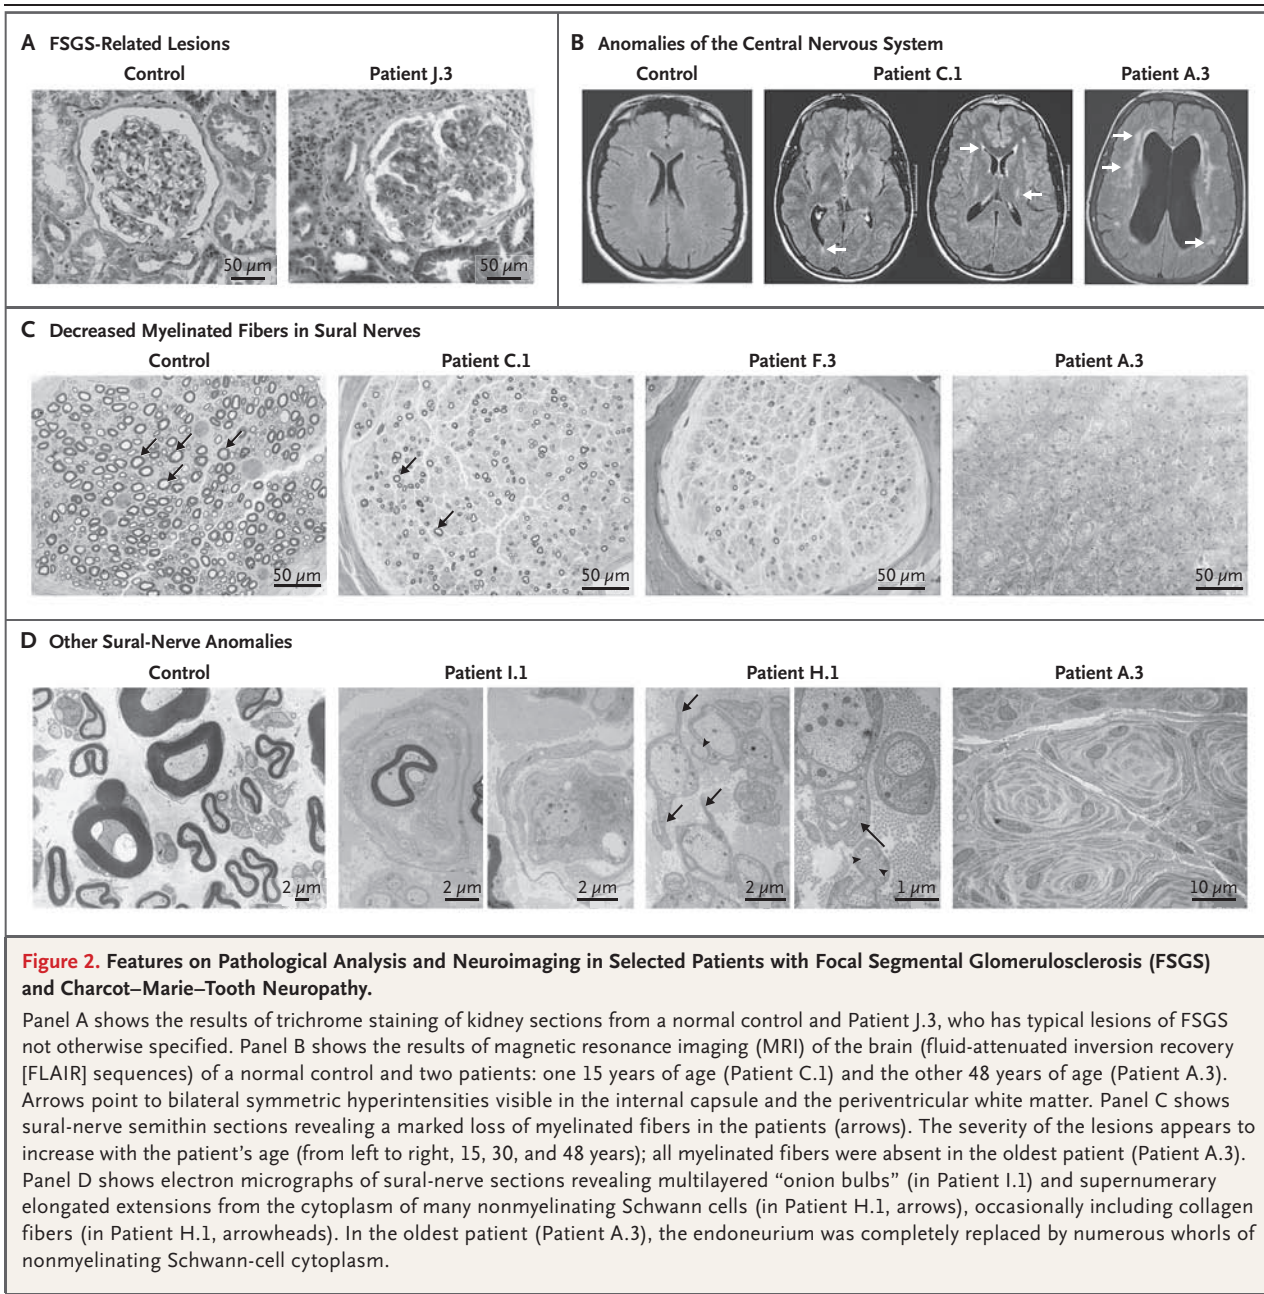 A FSGS-Related Lesions
Control
Patient J.3
50 µm
50 µm
B Anomalies of the Central Nervous System
Control
Patient C.1
Patient A.3
C Decreased Myelinated Fibers in Sural Nerves
Control
Patient C.1
Patient F.3
Patient A.3
50 µm
50 µm
50 µm
50 µm
D Other Sural-Nerve Anomalies
Control
Patient I.1
Patient H.1
Patient A.3
2 µm
2 µm
2 µm
2 µm
1 µm
10 µm
Figure 2. Features on Pathological Analysis and Neuroimaging in Selected Patients with Focal Segmental Glomerulosclerosis (FSGS)
and Charcot–Marie–Tooth Neuropathy.
Panel A shows the results of trichrome staining of kidney sections from a normal control and Patient J.3, who has typical lesions of FSGS
not otherwise specified. Panel B shows the results of magnetic resonance imaging (MRI) of the brain (fluid-attenuated inversion recovery
[FLAIR] sequences) of a normal control and two patients: one 15 years of age (Patient C.1) and the other 48 years of age (Patient A.3).
Arrows point to bilateral symmetric hyperintensities visible in the internal capsule and the periventricular white matter. Panel C shows
sural-nerve semithin sections revealing a marked loss of myelinated fibers in the patients (arrows). The severity of the lesions appears to
increase with the patient's age (from left to right, 15, 30, and 48 years); all myelinated fibers were absent in the oldest patient (Patient A.3).
Panel D shows electron micrographs of sural-nerve sections revealing multilayered “onion bulbs” (in Patient I.1) and supernumerary
elongated extensions from the cytoplasm of many nonmyelinating Schwann cells (in Patient H.1, arrows), occasionally including collagen
fibers (in Patient H.1, arrowheads). In the oldest patient (Patient A.3), the endoneurium was completely replaced by numerous whorls of
nonmyelinating Schwann-cell cytoplasm.